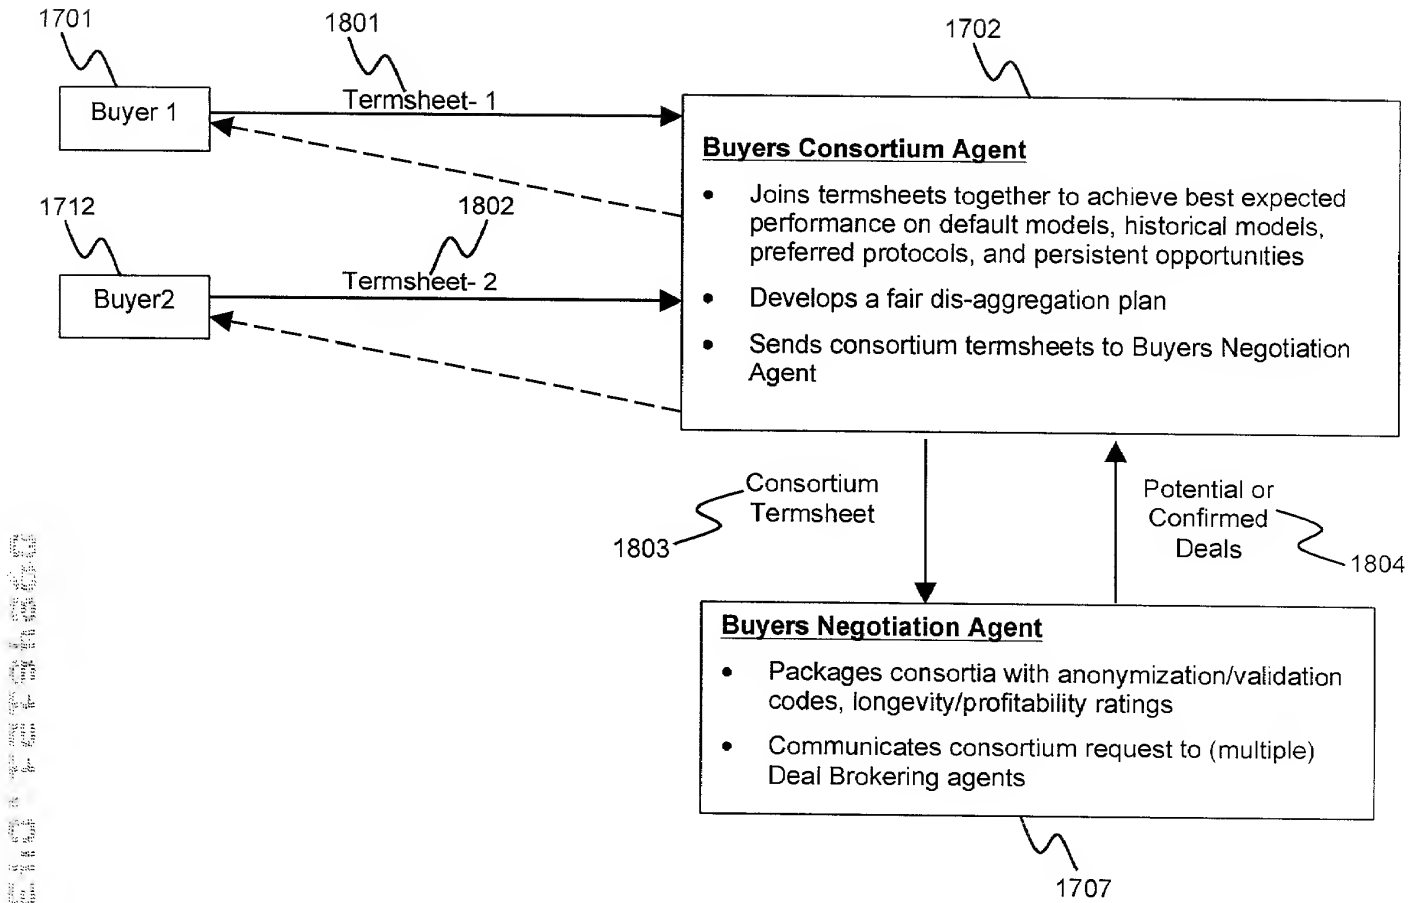 1701
1801
1702
Buyer 1
Termsheet- 1
Buyers Consortium Agent
• Joins termsheets together to achieve best expected
performance on default models, historical models,
preferred protocols, and persistent opportunities
• Develops a fair dis-aggregation plan
• Sends consortium termsheets to Buyers Negotiation
Agent
1712
1802
Buyer2
Termsheet- 2
Consortium
Termsheet
1803
Potential or
Confirmed
Deals
1804
Buyers Negotiation Agent
• Packages consortia with anonymization/validation
codes, longevity/profitability ratings
• Communicates consortium request to (multiple)
Deal Brokering agents
1707